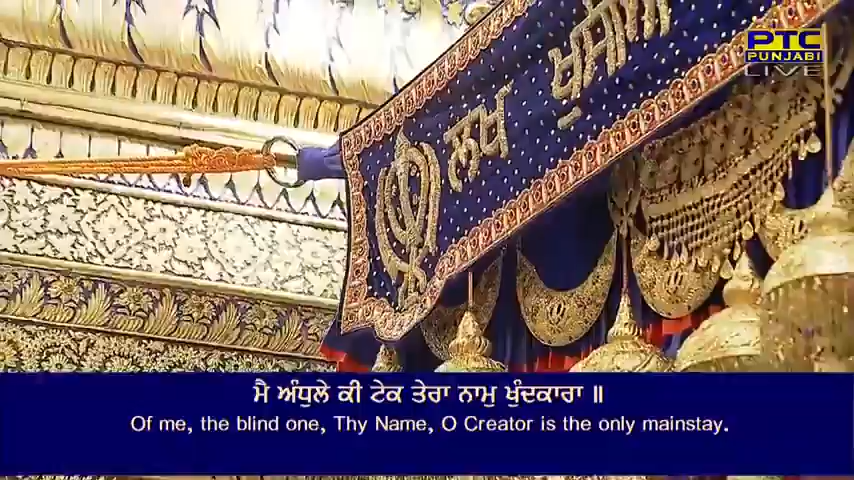 PTC
PUNJABI
LIVE
ਮੈ ਅੰਧੁਲੇ ਕੀ ਟੇਕ ਤੇਰਾ ਨਾਮੁ ਖੁੰਦਕਾਰਾ ॥
Of me, the blind one, Thy Name, O Creator is the only mainstay.